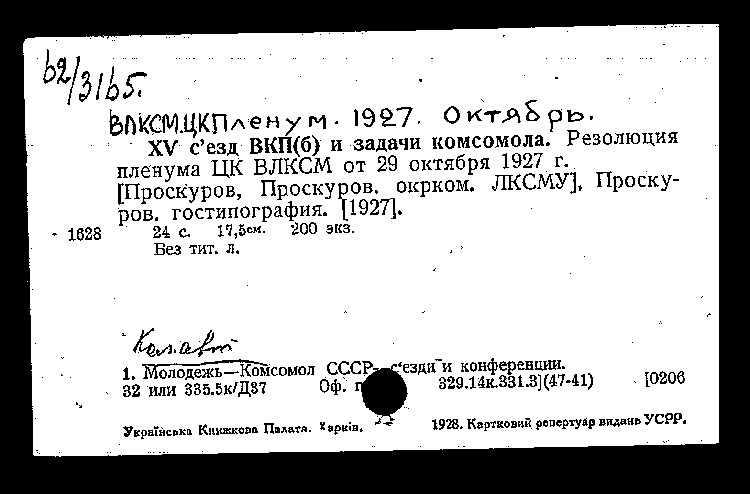 62/3165.
ВЛКСМ.ЦК Пленум. 1927. Октябрь.
XV с'езд ВКП(б) и задачи комсомола. Резолюция
пленума ЦК ВЛКСМ от 29 октября 1927 г.
[Проскуров, Проскуров. окрком. ЛКСМУ], Проску-
ров. гостипография. [1927].
1628 24 с. 17,5см. 200 экз.
Без тит. л.
1. Молодежь—Комсомол СССР—с'езди и конференции.
32 или 335.5к/Д37 Оф. 329.14к.331.3](47-41) [0206
Українська Книжкова Палата. Харків. 1928. Картковий репертуар видань УСРР.